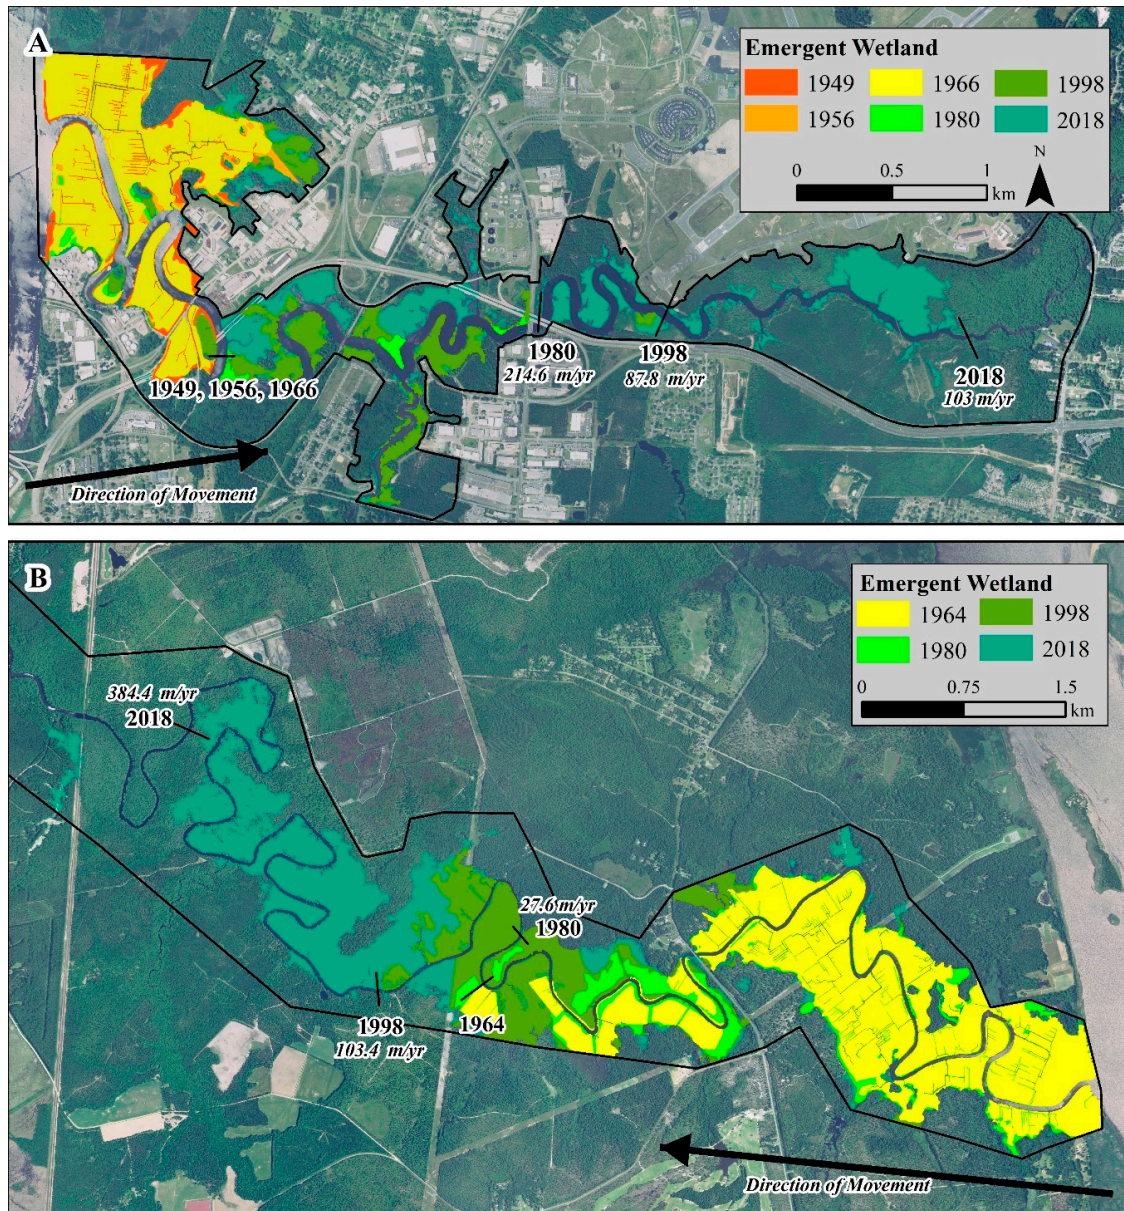 A
Emergent Wetland
1949
1966
1998
1956
1980
2018
0
0.5
1
km
N
1980
214.6 m/yr
1998
87.8 m/yr
2018
103 m/yr
1949, 1956, 1966
Direction of Movement
B
Emergent Wetland
1964
1998
1980
2018
0
0.75
1.5
km
384.4 m/yr
2018
27.6 m/yr
1980
1998
103.4 m/yr
1964
Direction of Movement